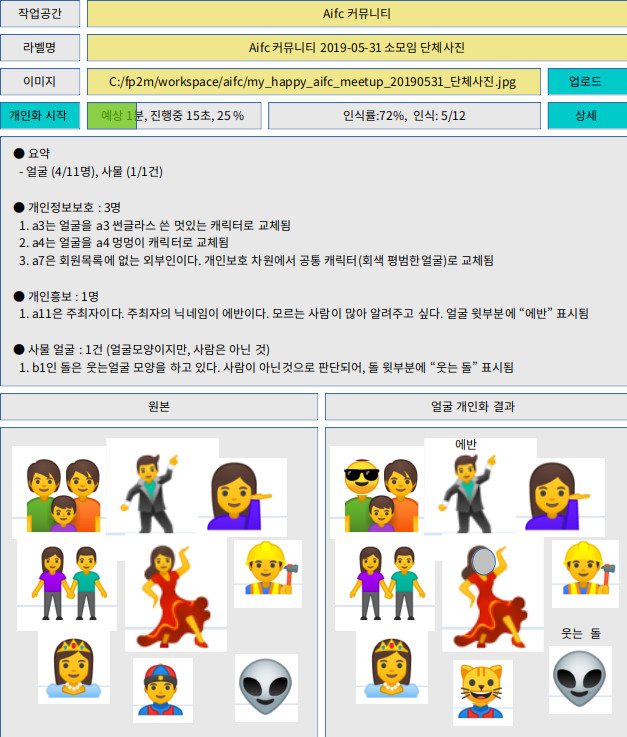 작업공간 Aifc 커뮤니티
라벨명 Aifc 커뮤니티 2019-05-31 소모임 단체사진
이미지 C:/fp2m/workspace/aifc/my_happy_aifc_meetup_20190531_단체사진.jpg 업로드
개인화 시작 예상 1분, 진행중 15초, 25 % 인식률:72%, 인식: 5/12 상세
● 요약
- 얼굴 (4/11명), 사물 (1/1건)
● 개인정보보호 : 3명
1. a3는 얼굴을 a3 썬글라스 쓴 멋있는 캐릭터로 교체됨
2. a4는 얼굴을 a4 멍멍이 캐릭터로 교체됨
3. a7은 회원목록에 없는 외부인이다. 개인보호 차원에서 공통 캐릭터(회색 평범한얼굴)로 교체됨
● 개인홍보 : 1명
1. a11은 주최자이다. 주최자의 닉네임이 에반이다. 모르는 사람이 많아 알려주고 싶다. 얼굴 윗부분에 “에반” 표시됨
● 사물 얼굴 : 1건 (얼굴모양이지만, 사람은 아닌 것)
1. b1인 돌은 웃는얼굴 모양을 하고 있다. 사람이 아닌것으로 판단되어, 돌 윗부분에 “웃는 돌” 표시됨
원본 얼굴 개인화 결과
에반
웃는 돌